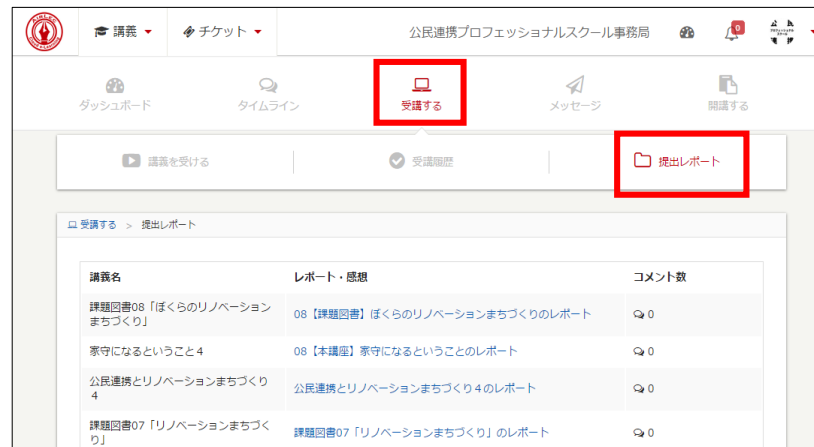 講義 チケット 公民連携プロフェッショナルスクール事務局 0
ダッシュボード タイムライン 受講する メッセージ 開講する
講義を受ける 受講履歴 提出レポート
受講する > 提出レポート
講義名 レポート・感想 コメント数
課題図書08「ぼくらのリノベーション
まちづくり」
08【課題図書】ぼくらのリノベーションまちづくりのレポート 0
家守になるということ4 08【本講座】家守になるということのレポート 0
公民連携とリノベーションまちづくり
4
公民連携とリノベーションまちづくり4のレポート 0
課題図書07「リノベーションまちづく
り」
課題図書07「リノベーションまちづくり」のレポート 0